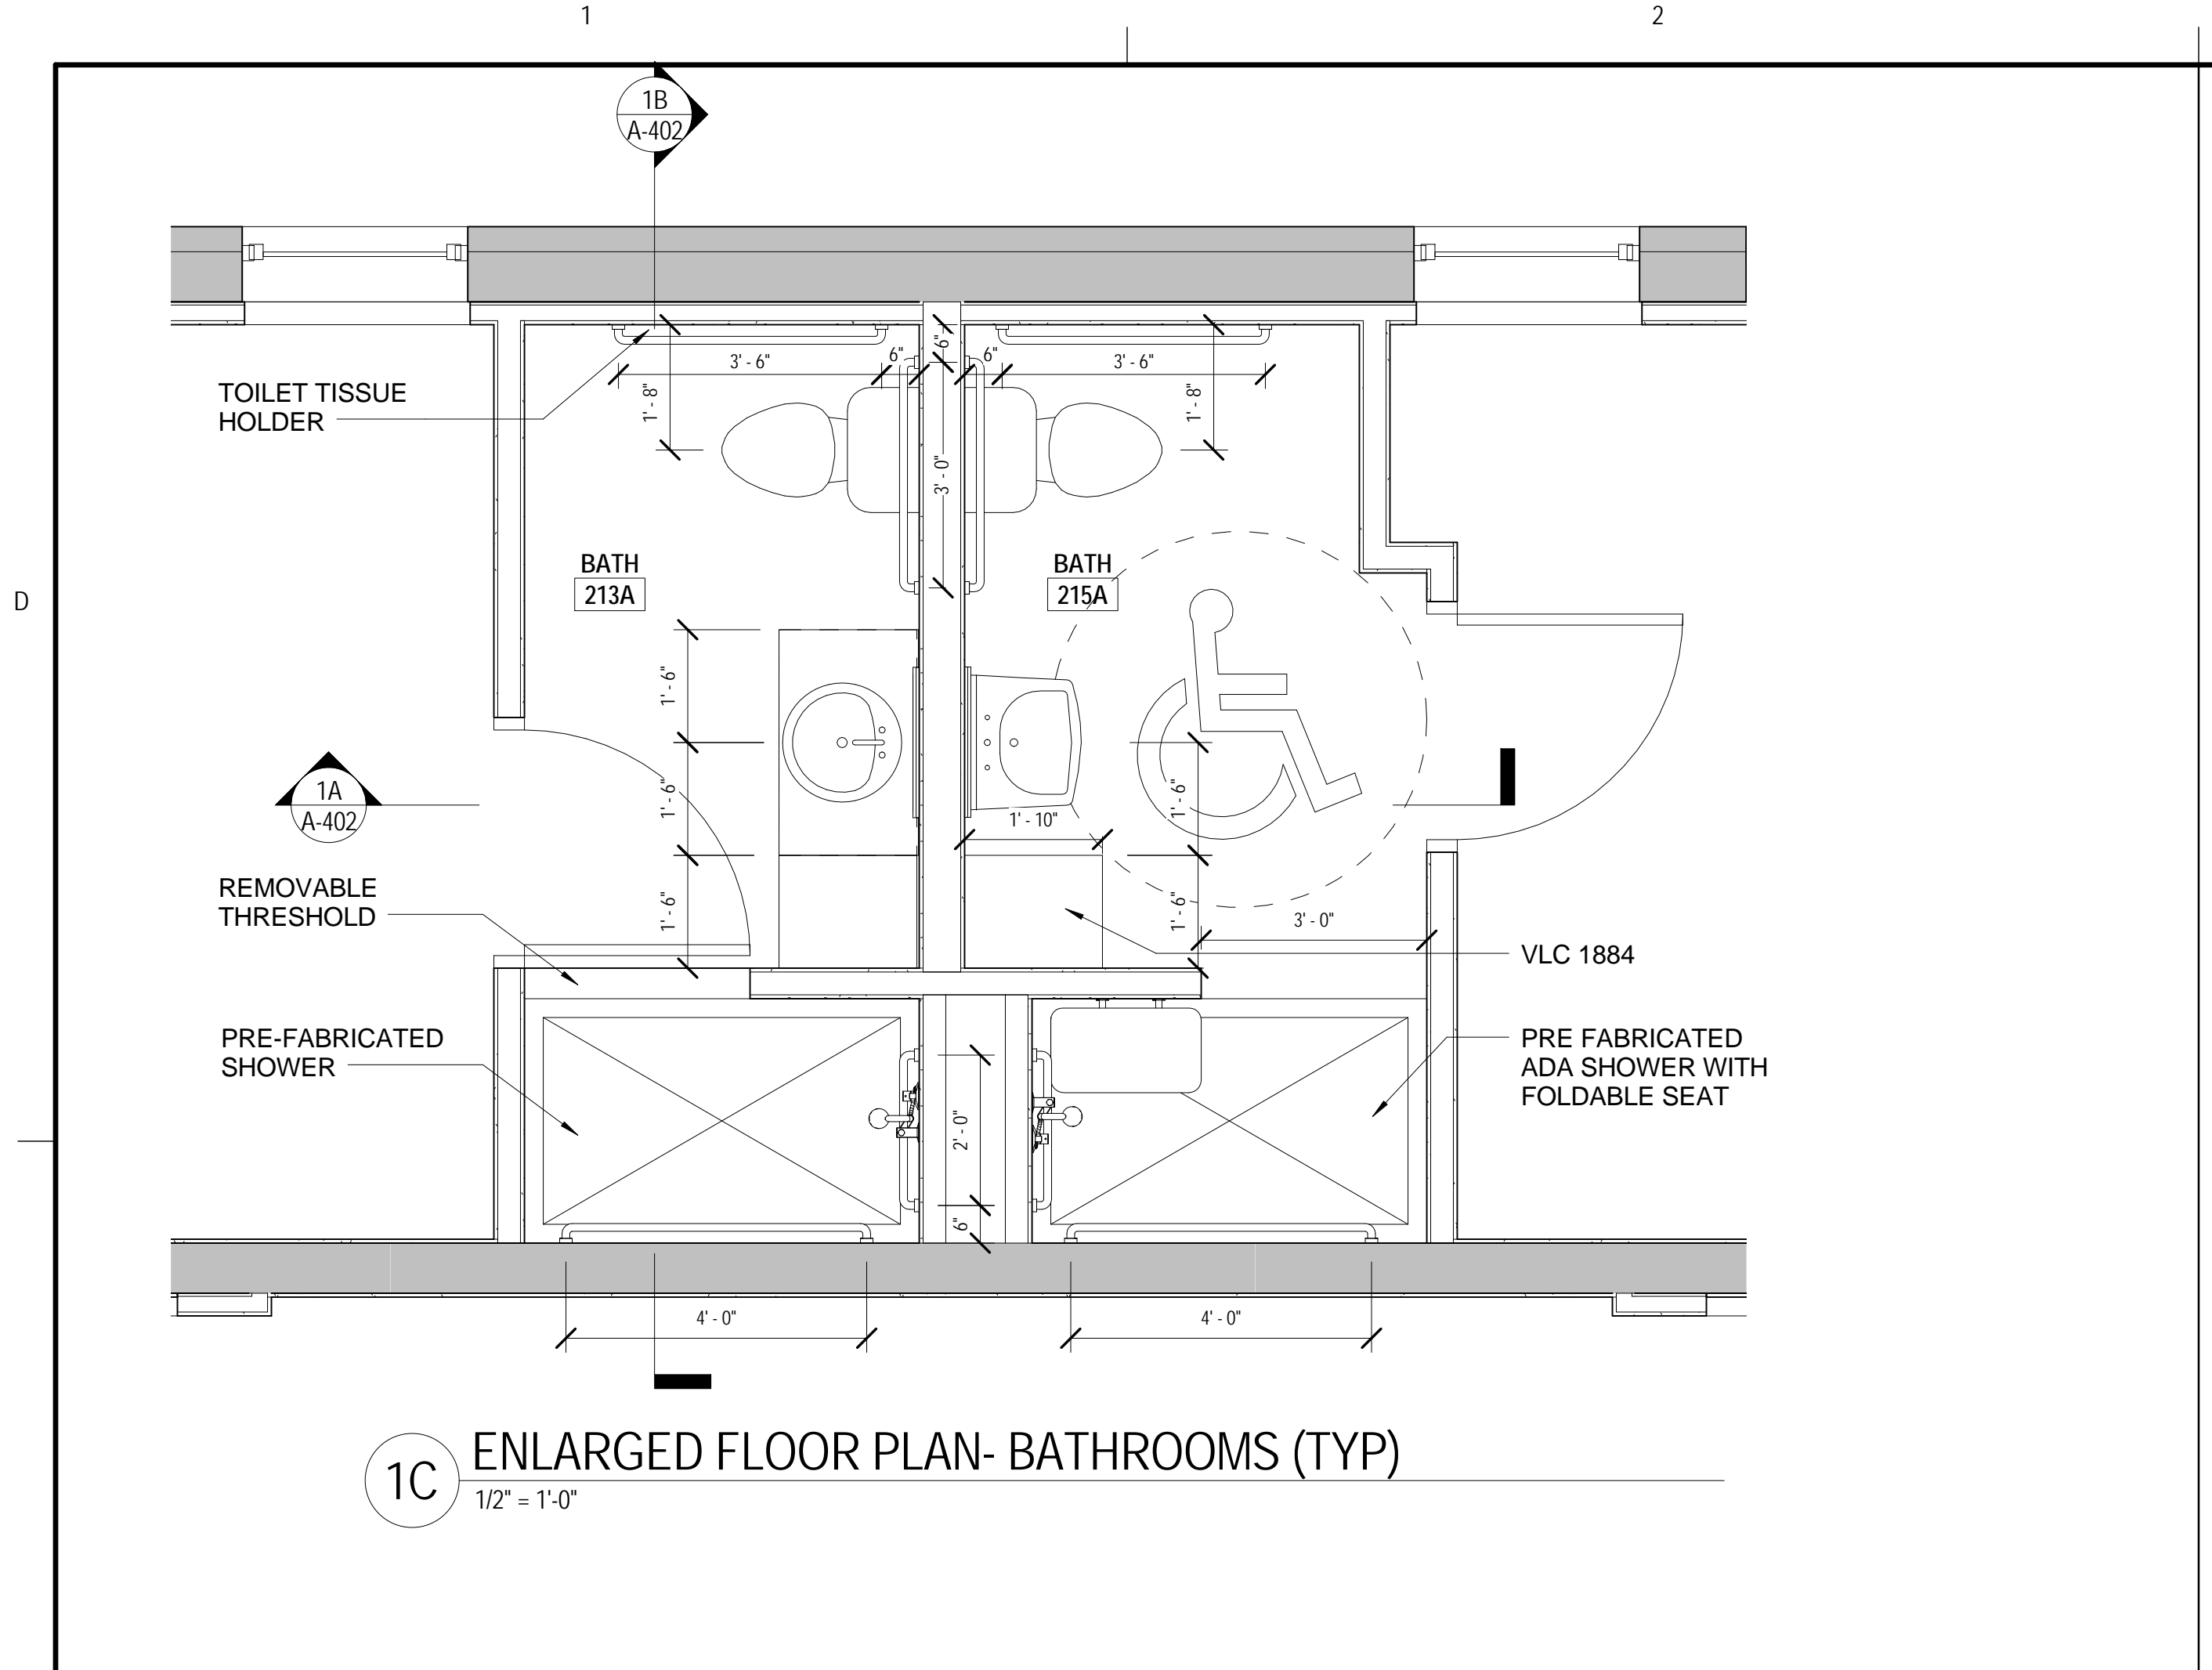 1
2
1B
A-402
3' - 6"
6"
6"
6"
3' - 6"
TOILET TISSUE
HOLDER
1' - 8"
1' - 8"
3' - 0"
BATH
213A
BATH
215A
D
1' - 6"
1' - 6"
1' - 6"
1A
A-402
1' - 10"
1' - 6"
1' - 6"
REMOVABLE
THRESHOLD
3' - 0"
VLC 1884
PRE-FABRICATED
SHOWER
PRE FABRICATED
ADA SHOWER WITH
FOLDABLE SEAT
2' - 0"
6"
4' - 0"
4' - 0"
1C
ENLARGED FLOOR PLAN- BATHROOMS (TYP)
1/2" = 1'-0"